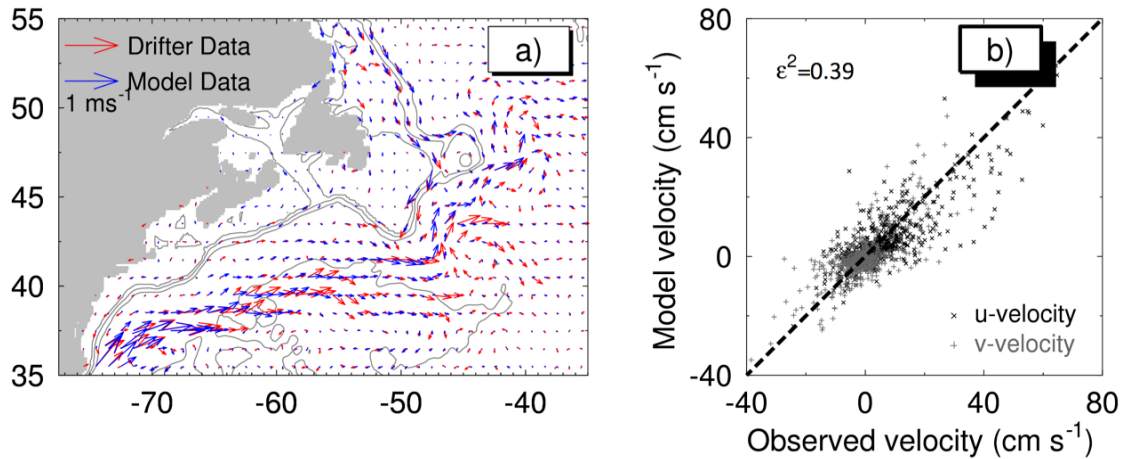 a)
Drifter Data
Model Data
1 ms⁻¹
55
50
45
40
35
-70
-60
-50
-40
b)
ε²=0.39
80
40
0
-40
Model velocity (cm s⁻¹)
× u-velocity
+ v-velocity
-40
0
40
80
Observed velocity (cm s⁻¹)